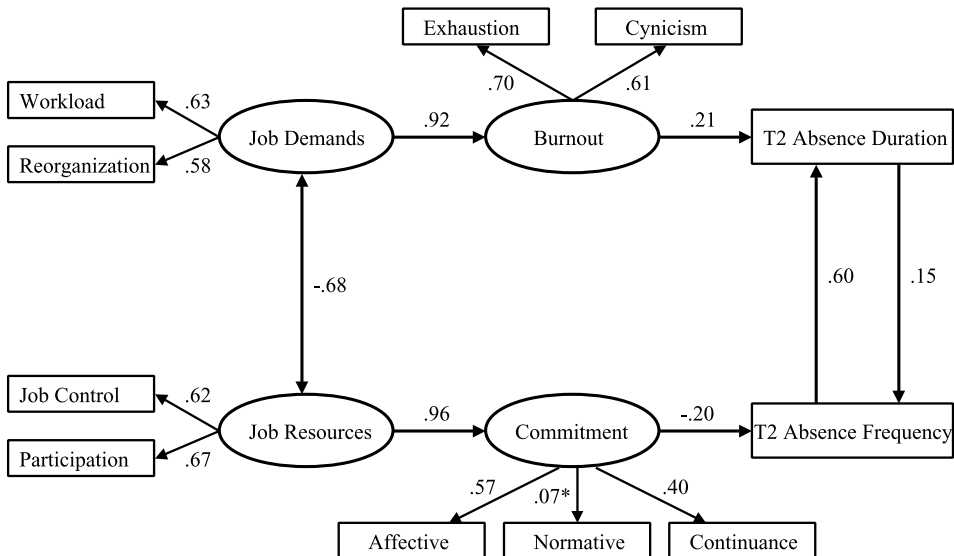 Exhaustion
Cynicism
.70
.61
Workload
.63
Job Demands
.92
Burnout
.21
T2 Absence Duration
Reorganization
.58
-.68
.60
.15
Job Control
.62
Job Resources
.96
Commitment
-.20
T2 Absence Frequency
Participation
.67
.57
.07*
.40
Affective
Normative
Continuance